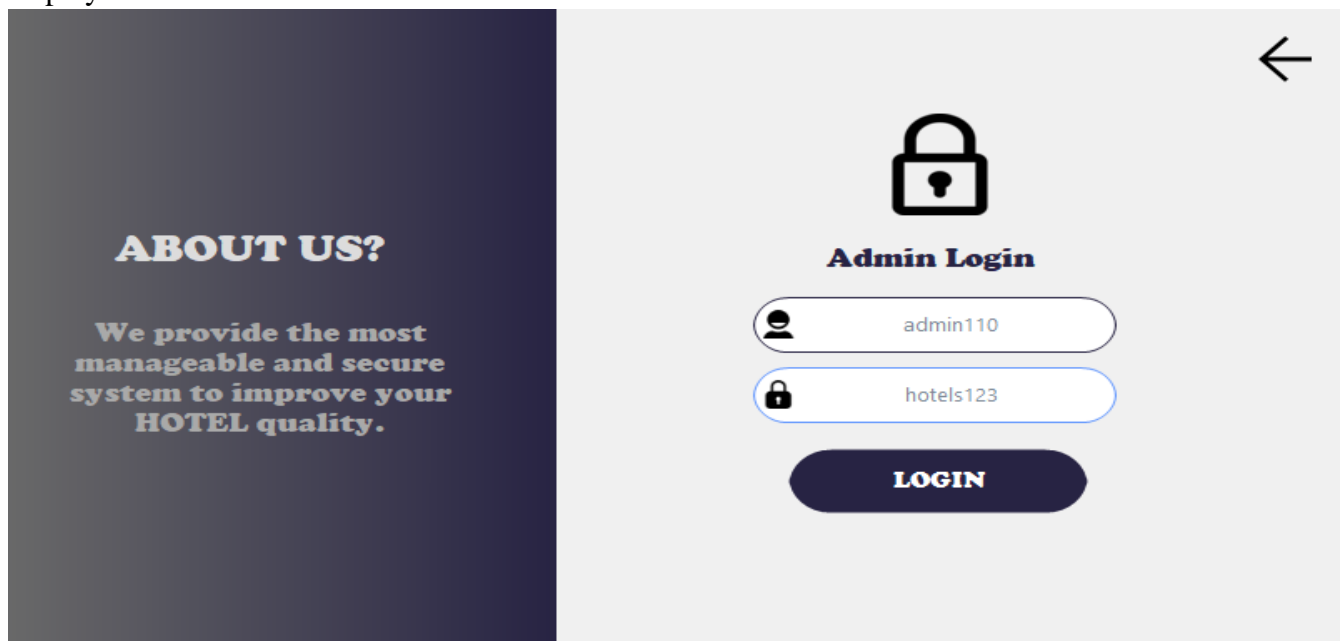 ABOUT US?
We provide the most
manageable and secure
system to improve your
HOTEL quality.
Admin Login
admin110
hotels123
LOGIN